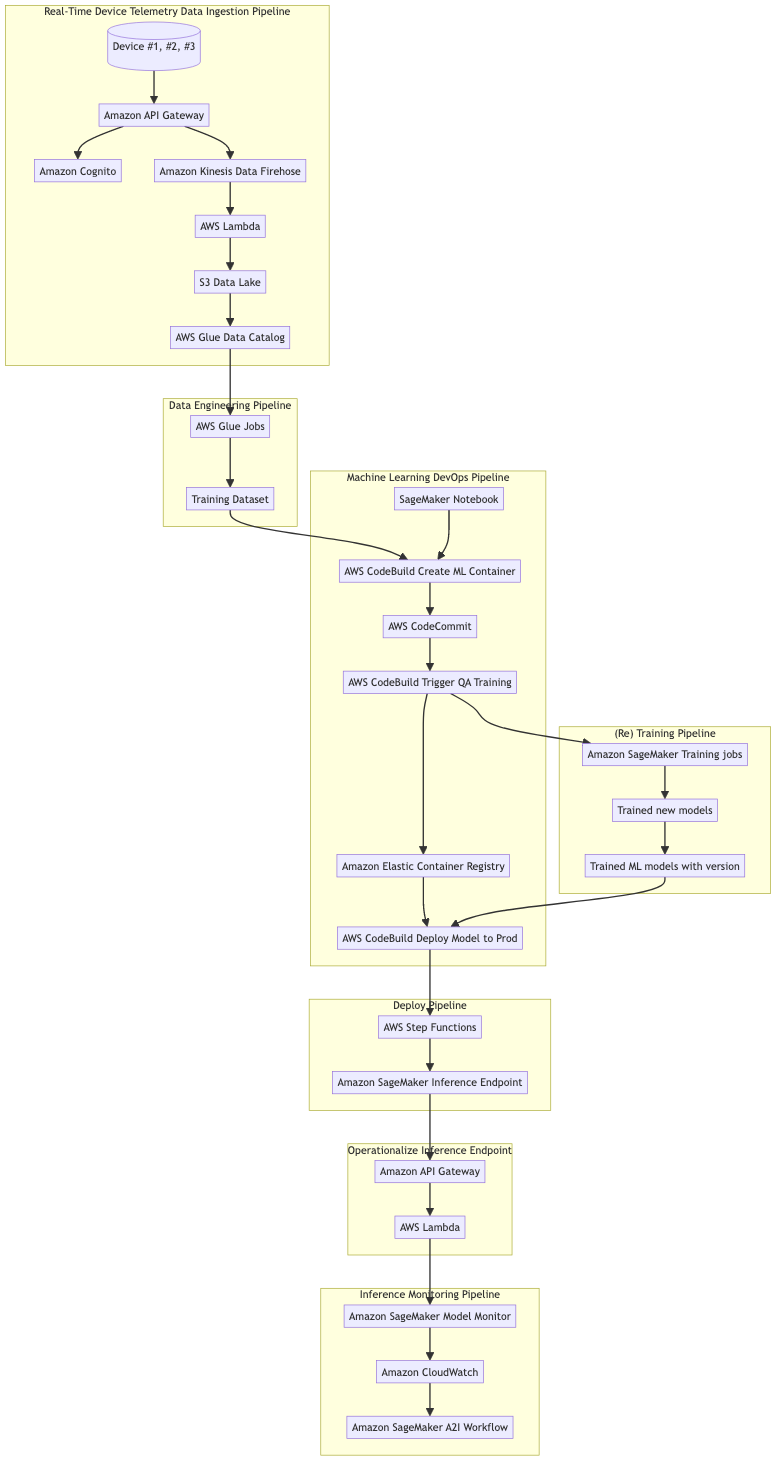 Real-Time Device Telemetry Data Ingestion Pipeline
Device #1, #2, #3
Amazon API Gateway
Amazon Cognito
Amazon Kinesis Data Firehose
AWS Lambda
S3 Data Lake
AWS Glue Data Catalog
Data Engineering Pipeline
AWS Glue Jobs
Training Dataset
Machine Learning DevOps Pipeline
SageMaker Notebook
AWS CodeBuild Create ML Container
AWS CodeCommit
AWS CodeBuild Trigger QA Training
(Re) Training Pipeline
Amazon SageMaker Training jobs
Trained new models
Amazon Elastic Container Registry
Trained ML models with version
AWS CodeBuild Deploy Model to Prod
Deploy Pipeline
AWS Step Functions
Amazon SageMaker Inference Endpoint
Operationalize Inference Endpoint
Amazon API Gateway
AWS Lambda
Inference Monitoring Pipeline
Amazon SageMaker Model Monitor
Amazon CloudWatch
Amazon SageMaker A2I Workflow